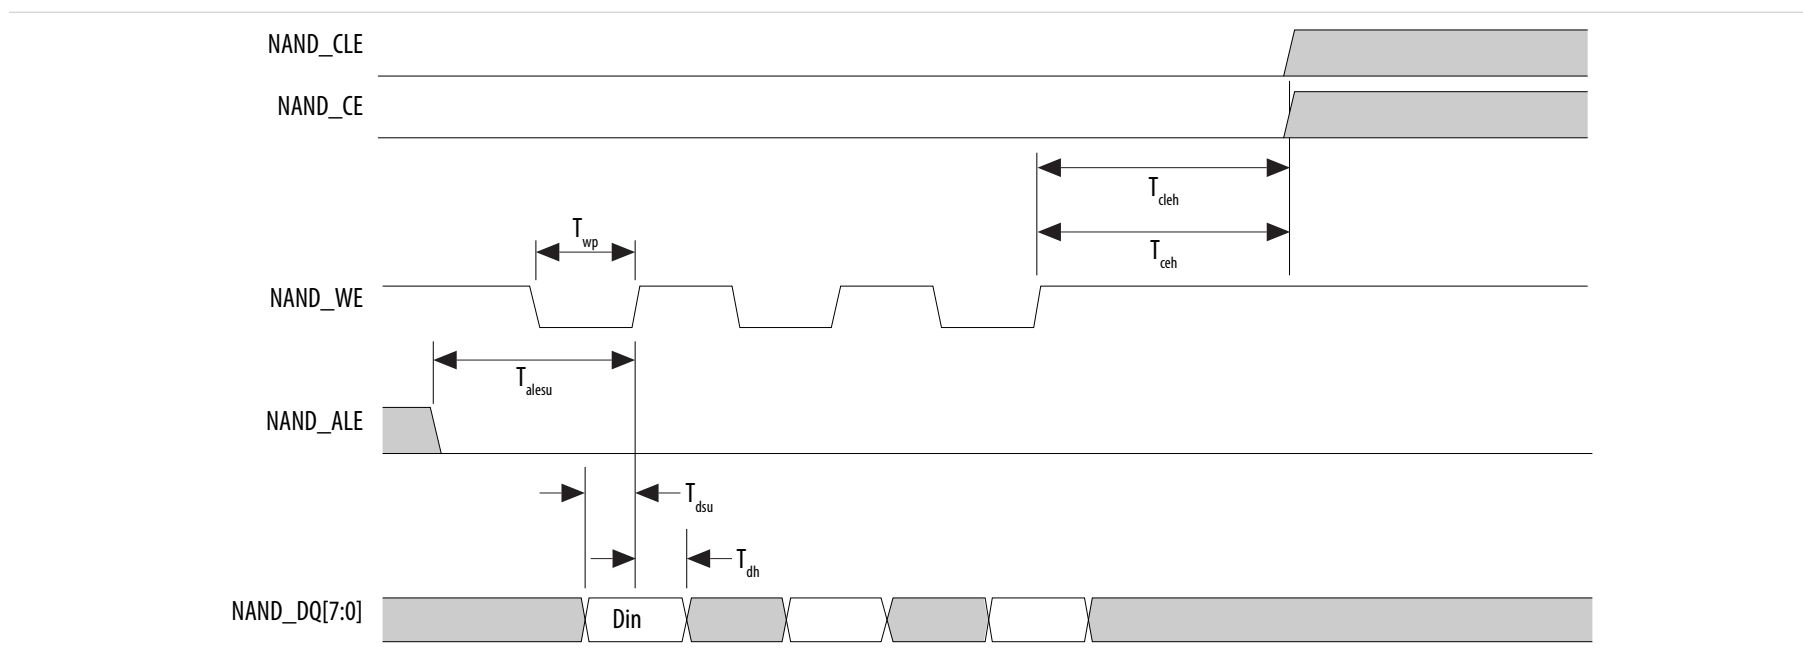 NAND_CLE
NAND_CE
T_cleh
T_wp
T_ceh
NAND_WE
T_alesu
NAND_ALE
T_dsu
T_dh
NAND_DQ[7:0]
Din